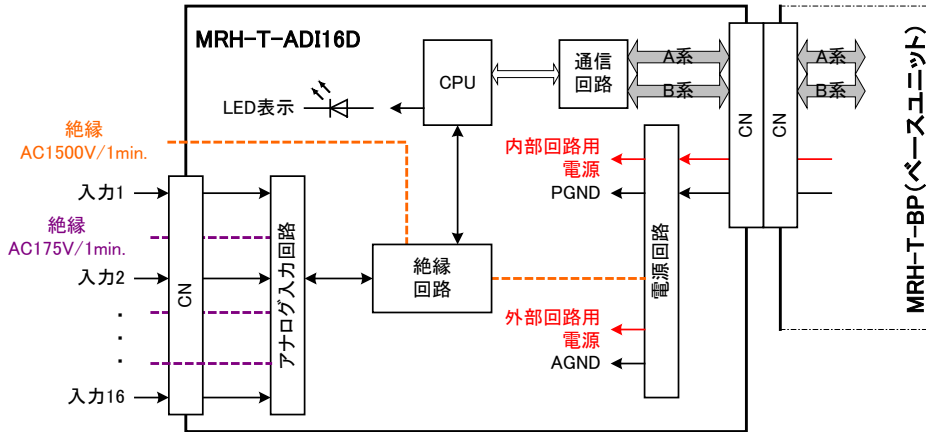 MRH-T-ADI16D
CPU
通信
回路
A系
B系
CN
CN
A系
B系
MRH-T-BP(ベースユニット)
LED表示
絶縁
AC1500V/1min.
入力1
絶縁
AC175V/1min.
入力2
・
・
・
入力16
CN
アナログ入力回路
絶縁
回路
内部回路用
電源
PGND
外部回路用
電源
AGND
電源回路